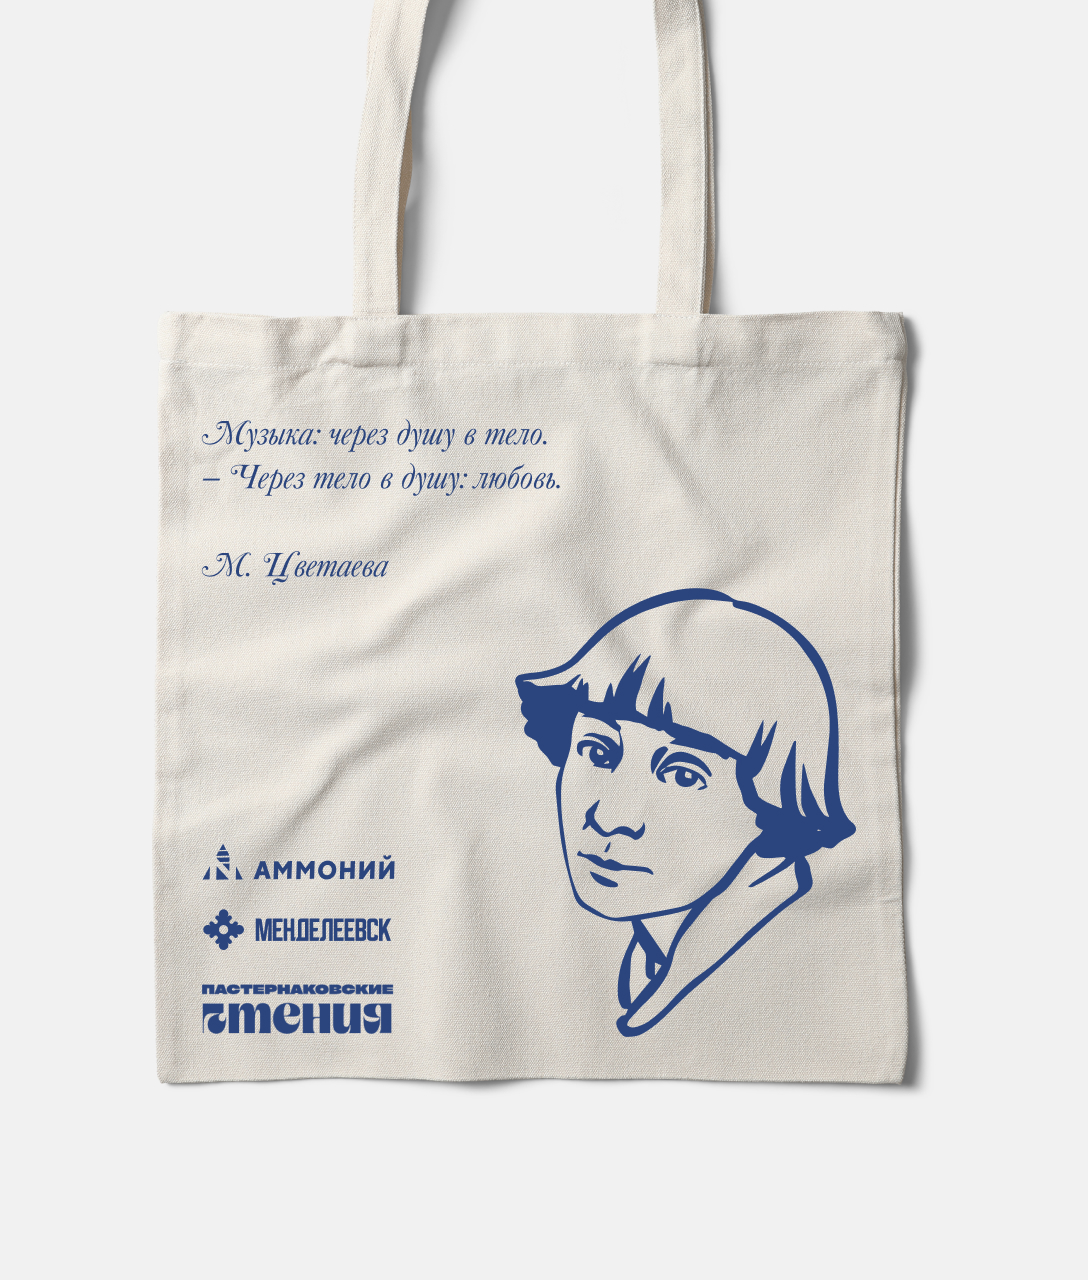 Музыка: через душу в тело.
– Через тело в душу: любовь.
М. Цветаева
АММОНИЙ
МЕНДЕЛЕЕВСК
ПАСТЕРНАКОВСКИЕ
чтения